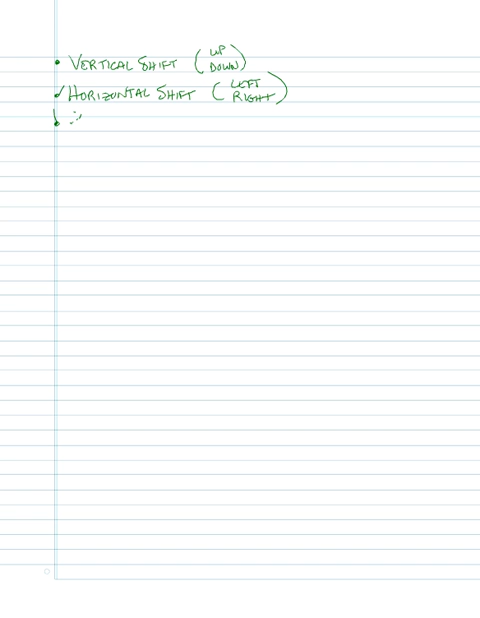 • VERTICAL SHIFT ( UP
DOWN )
• HORIZONTAL SHIFT ( LEFT
RIGHT )
•